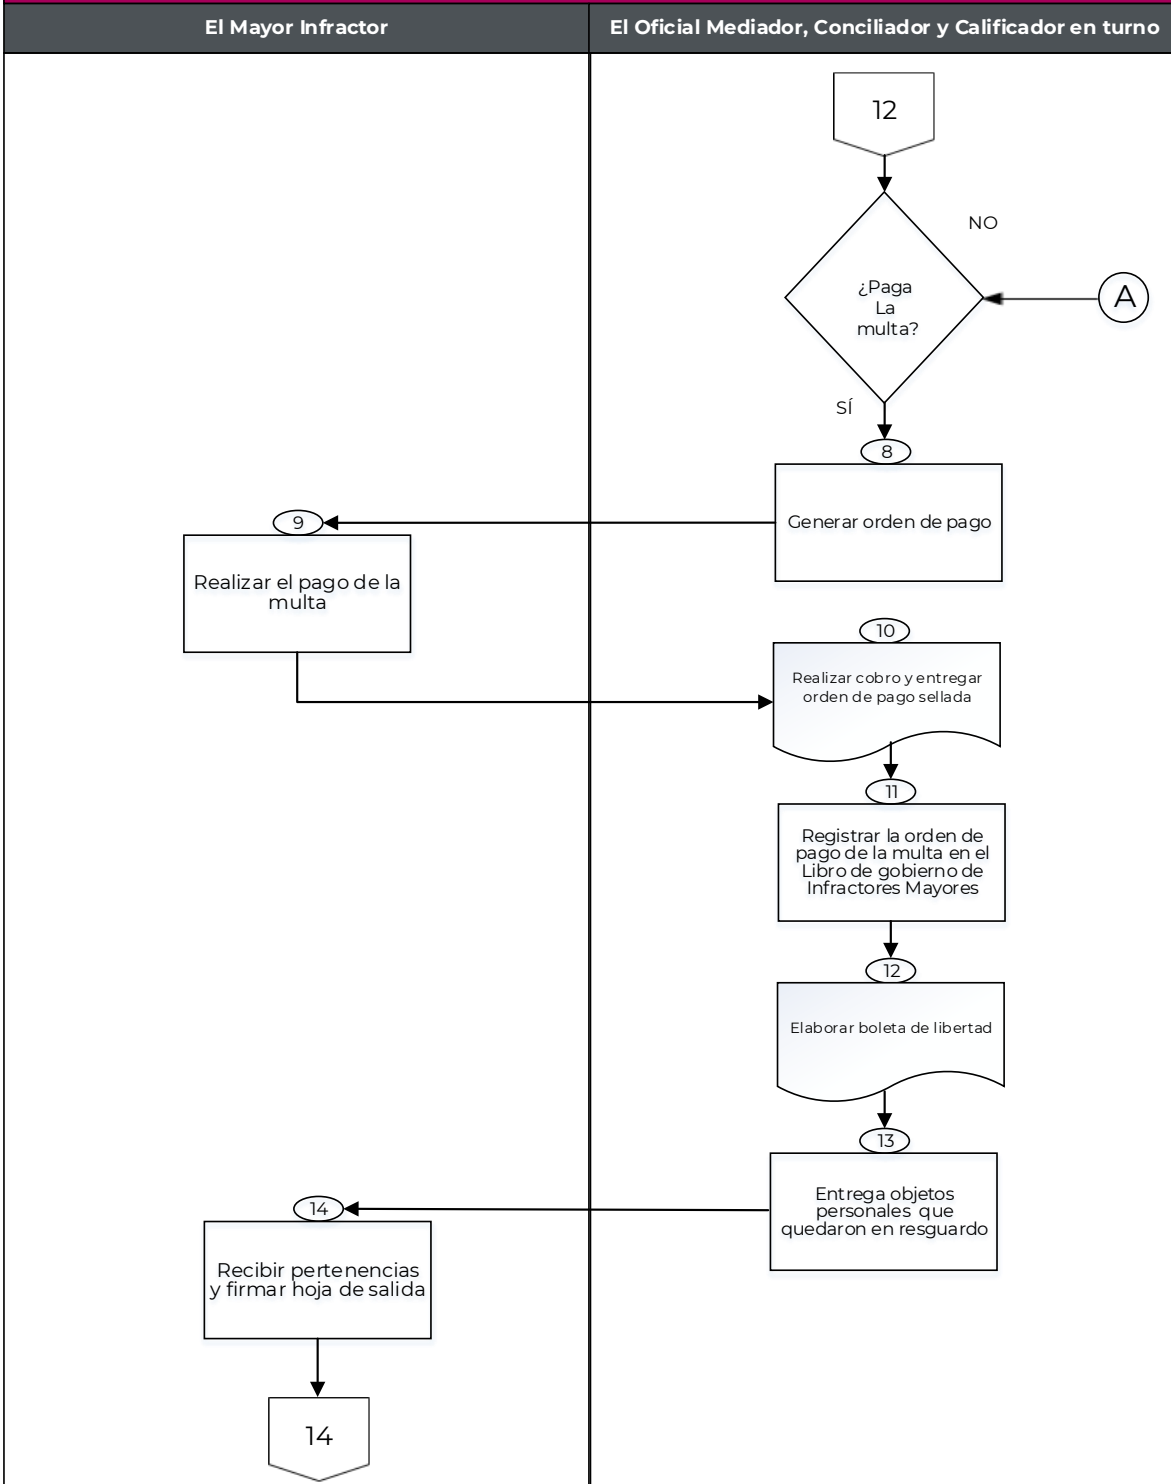 El Mayor Infractor
El Oficial Mediador, Conciliador y Calificador en turno
12
NO
¿Paga
La
multa?
A
SÍ
8
Generar orden de pago
9
Realizar el pago de la
multa
10
Realizar cobro y entregar
orden de pago sellada
11
Registrar la orden de
pago de la multa en el
Libro de gobierno de
Infractores Mayores
12
Elaborar boleta de libertad
13
Entrega objetos
personales que
quedaron en resguardo
14
Recibir pertenencias
y firmar hoja de salida
14